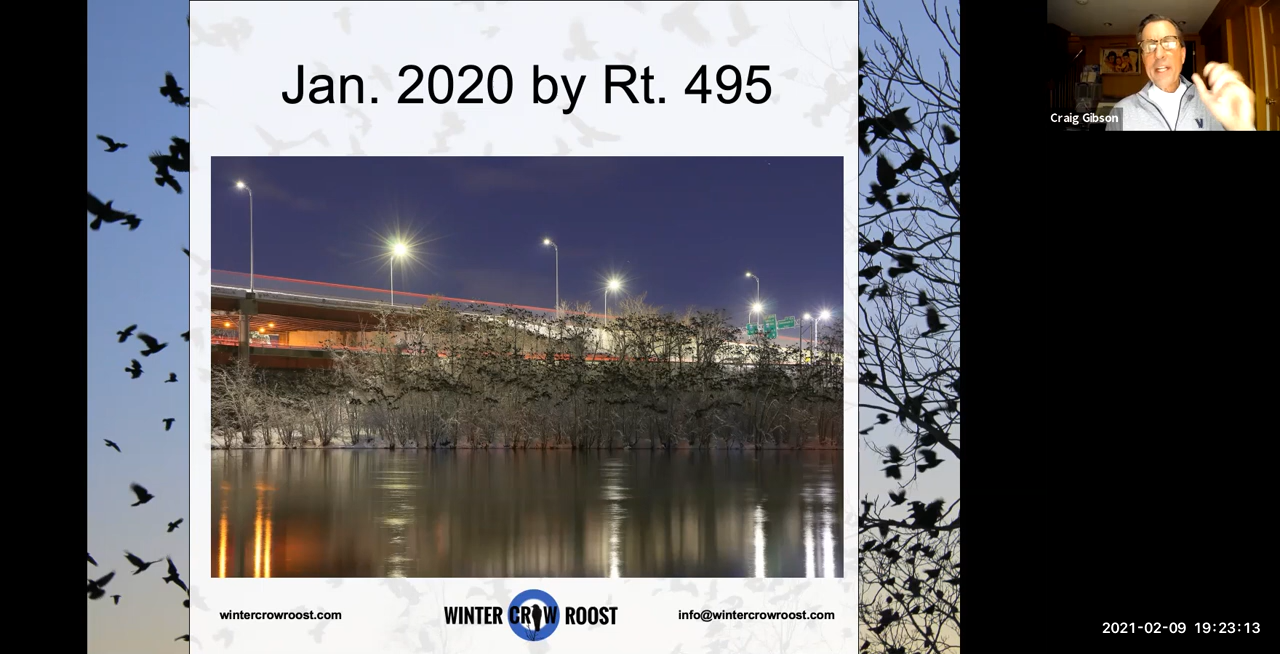 Jan. 2020 by Rt. 495
Craig Gibson
wintercrowroost.com
WINTER CROW ROOST
info@wintercrowroost.com
2021-02-09 19:23:13